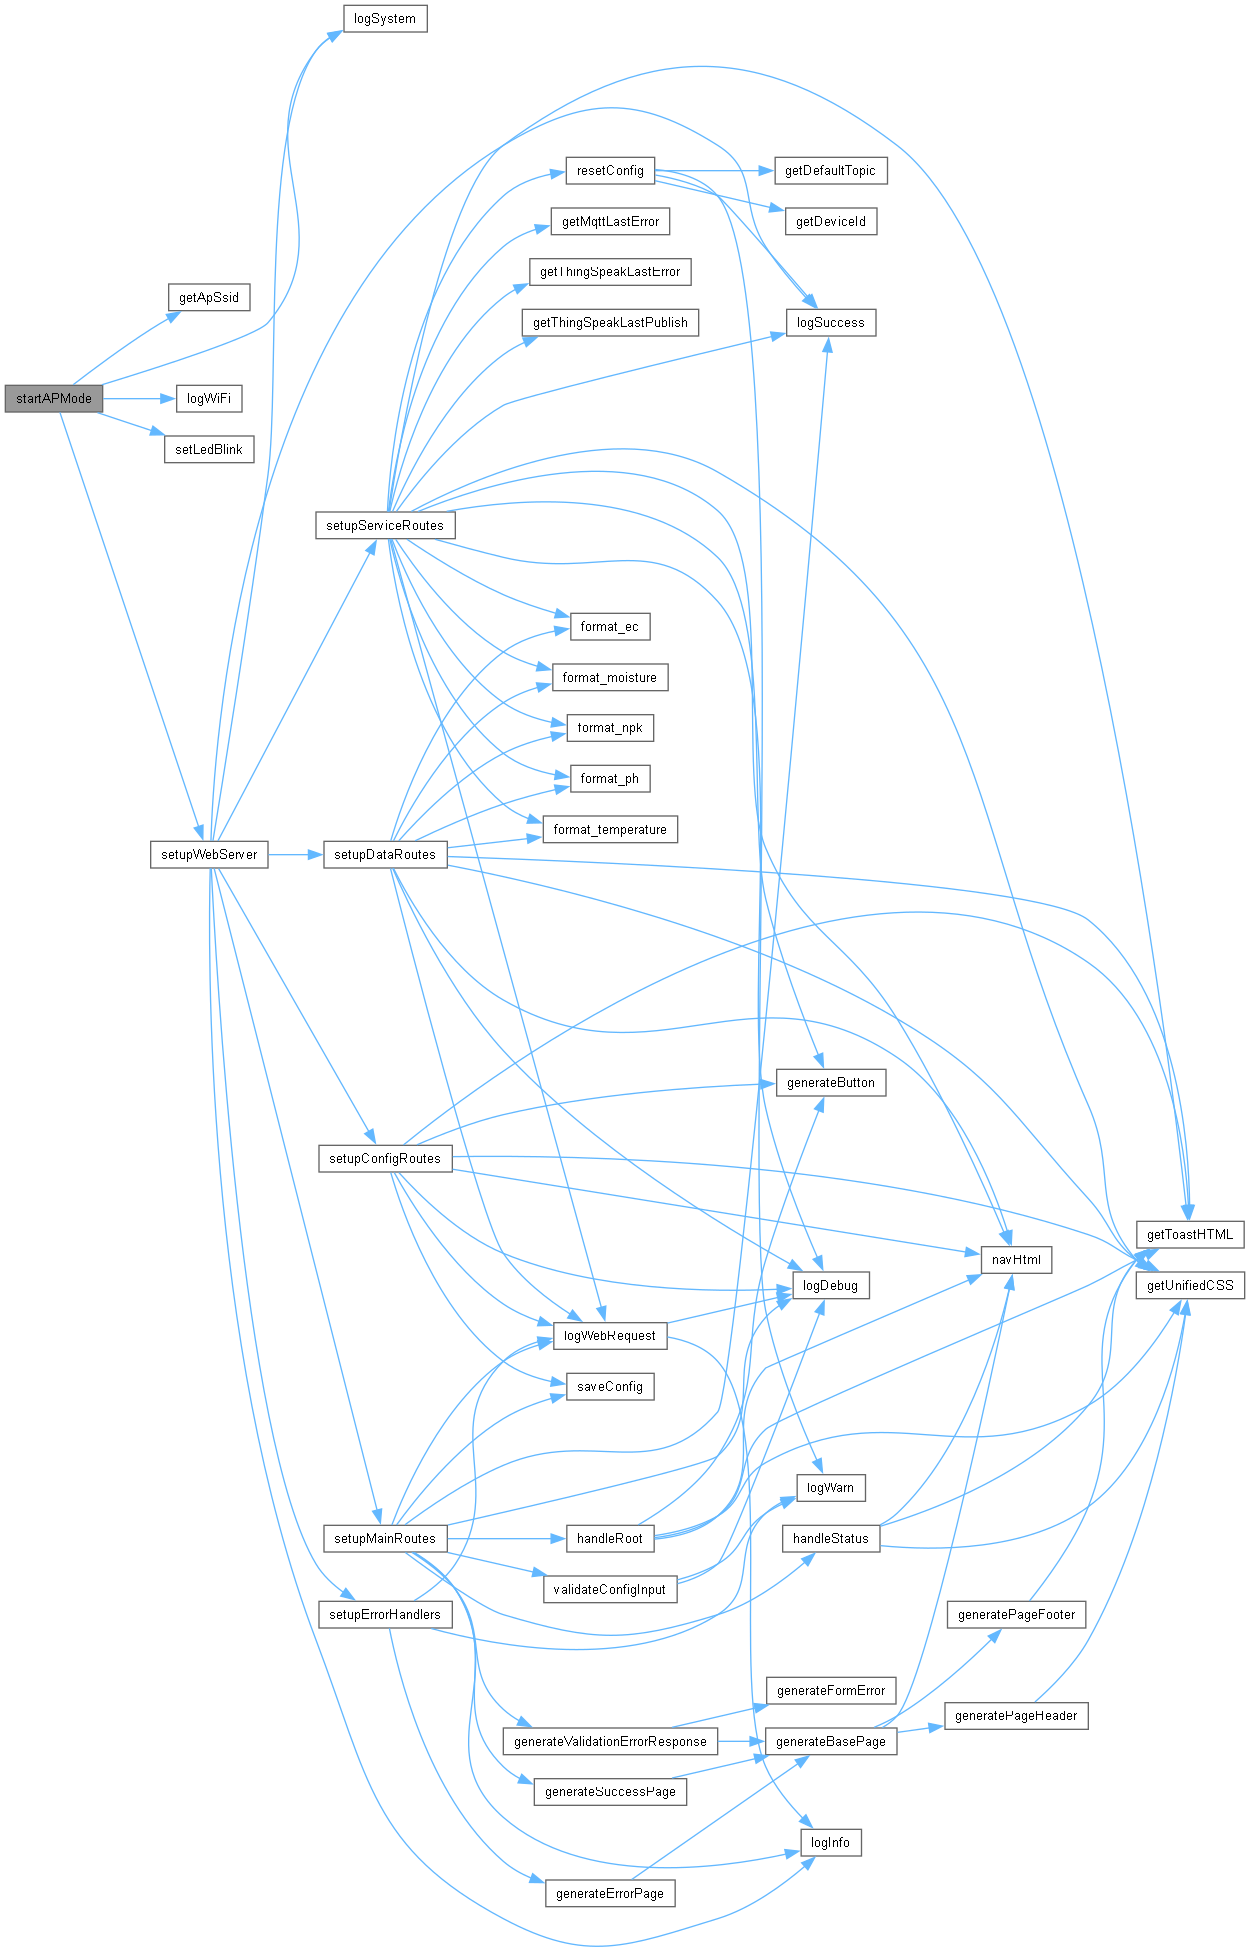 logSystem
resetConfig
getDefaultTopic
getMqttLastError
getDeviceId
getThingSpeakLastError
getApSsid
getThingSpeakLastPublish
logSuccess
startAPMode
logWiFi
setLedBlink
setupServiceRoutes
format_ec
format_moisture
format_npk
format_ph
format_temperature
setupWebServer
setupDataRoutes
generateButton
setupConfigRoutes
getToastHTML
navHtml
logDebug
getUnifiedCSS
logWebRequest
saveConfig
logWarn
setupMainRoutes
handleRoot
handleStatus
validateConfigInput
setupErrorHandlers
generatePageFooter
generateFormError
generatePageHeader
generateValidationErrorResponse
generateBasePage
generateSuccessPage
logInfo
generateErrorPage